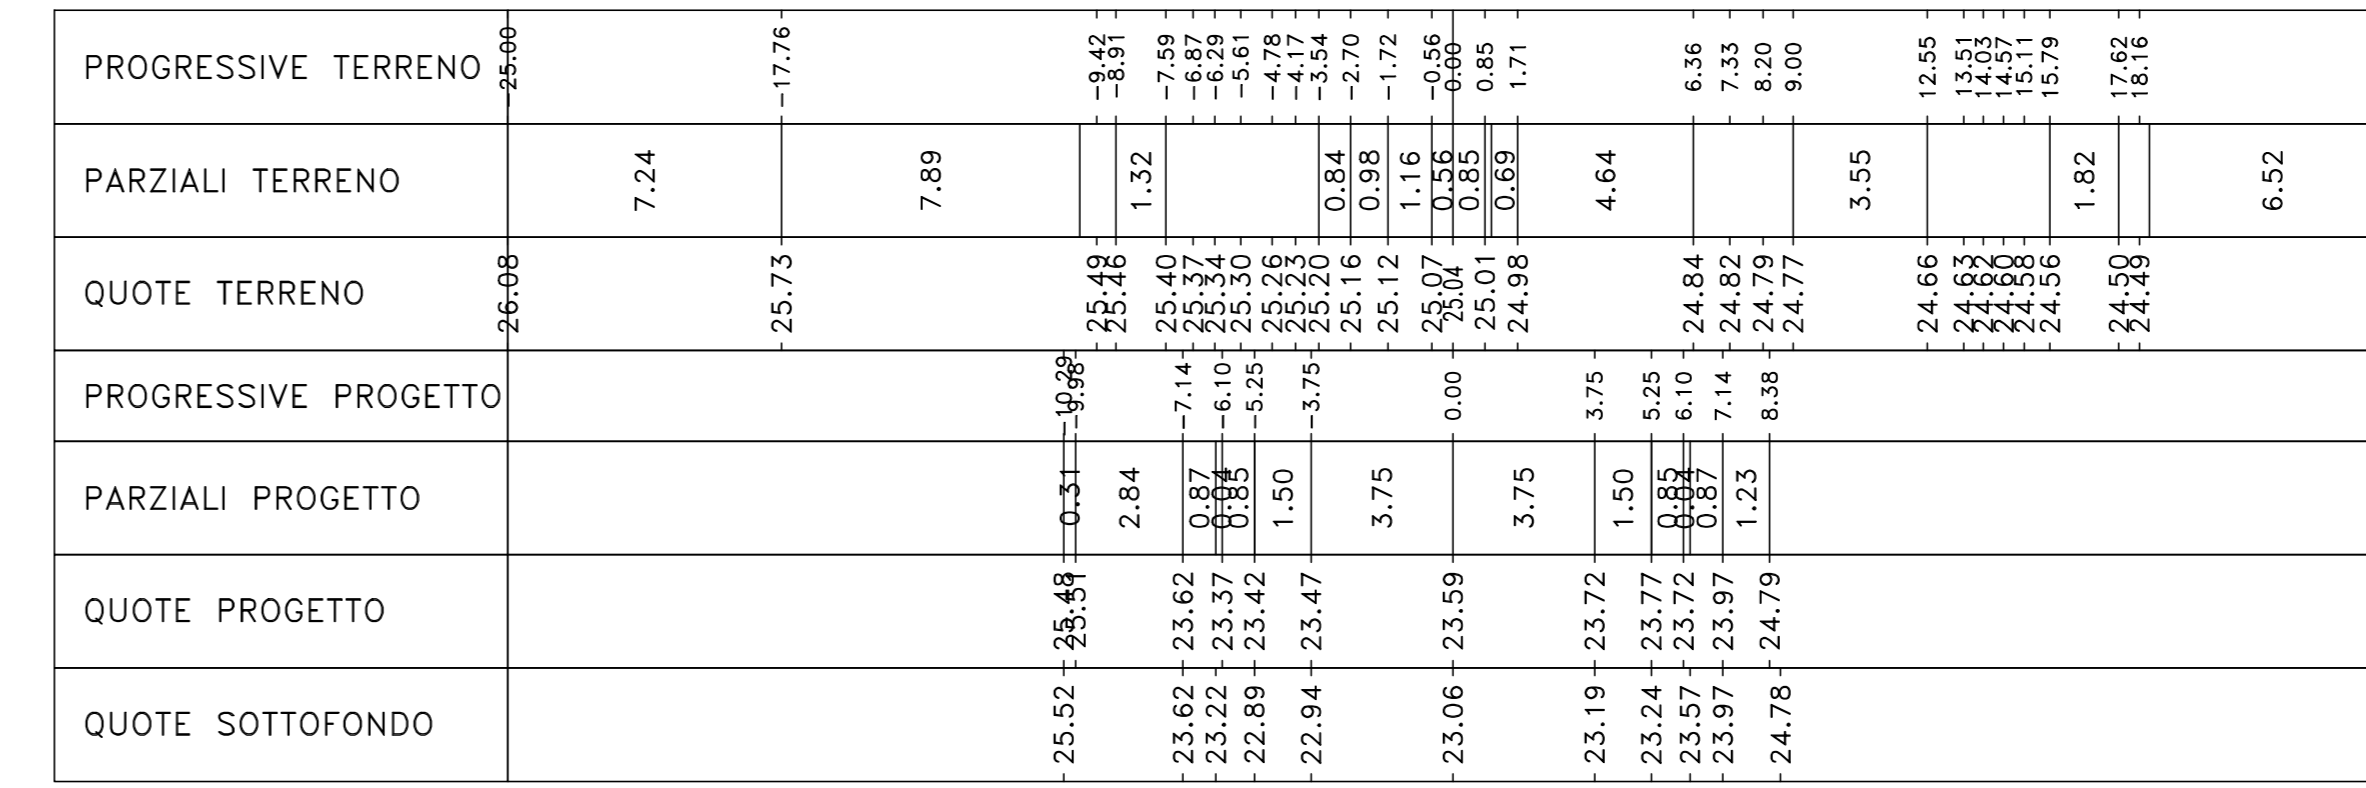 PROGRESSIVE TERRENO -25.00 -17.76 -9.42 -8.91 -7.59 -6.87 -6.29 -5.61 -4.78 -4.17 -3.54 -2.70 -1.72 -0.56 0.00 0.85 1.71 6.36 7.33 8.20 9.00 12.55 13.51 14.03 14.57 15.11 15.79 17.62 18.16
PARZIALI TERRENO 7.24 7.89 1.32 0.84 0.98 1.16 0.56 0.85 0.69 4.64 3.55 1.82 6.52
QUOTE TERRENO 26.08 25.73 25.49 25.46 25.40 25.37 25.34 25.30 25.26 25.23 25.20 25.16 25.12 25.07 25.04 25.01 24.98 24.84 24.82 24.79 24.77 24.66 24.63 24.62 24.60 24.58 24.56 24.50 24.49
PROGRESSIVE PROGETTO -10.29 -9.98 -7.14 -6.10 -5.25 -3.75 0.00 3.75 5.25 6.10 7.14 8.38
PARZIALI PROGETTO 0.31 2.84 0.87 0.04 0.85 1.50 3.75 3.75 1.50 0.85 0.04 0.87 1.23
QUOTE PROGETTO 25.48 25.51 23.62 23.37 23.42 23.47 23.59 23.72 23.77 23.72 23.97 24.79
QUOTE SOTTOFONDO 25.52 23.62 23.22 22.89 22.94 23.06 23.19 23.24 23.57 23.97 24.78